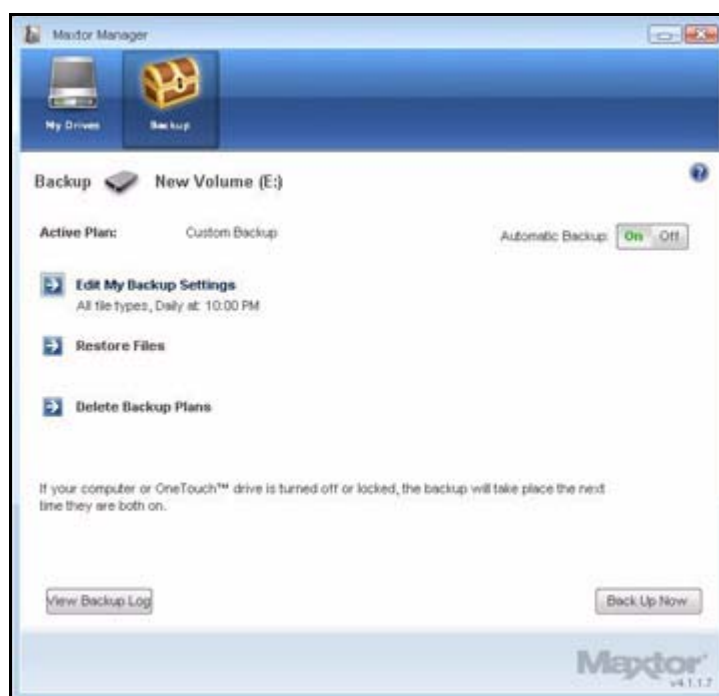 Maxtor Manager
My Drives
Backup
Backup New Volume (E:)
Active Plan: Custom Backup
Automatic Backup: On Off
Edit My Backup Settings
All file types, Daily at: 10:00 PM
Restore Files
Delete Backup Plans
If your computer or OneTouch™ drive is turned off or locked, the backup will take place the next
time they are both on.
View Backup Log
Back Up Now
Maxtor
v4.1.1.7